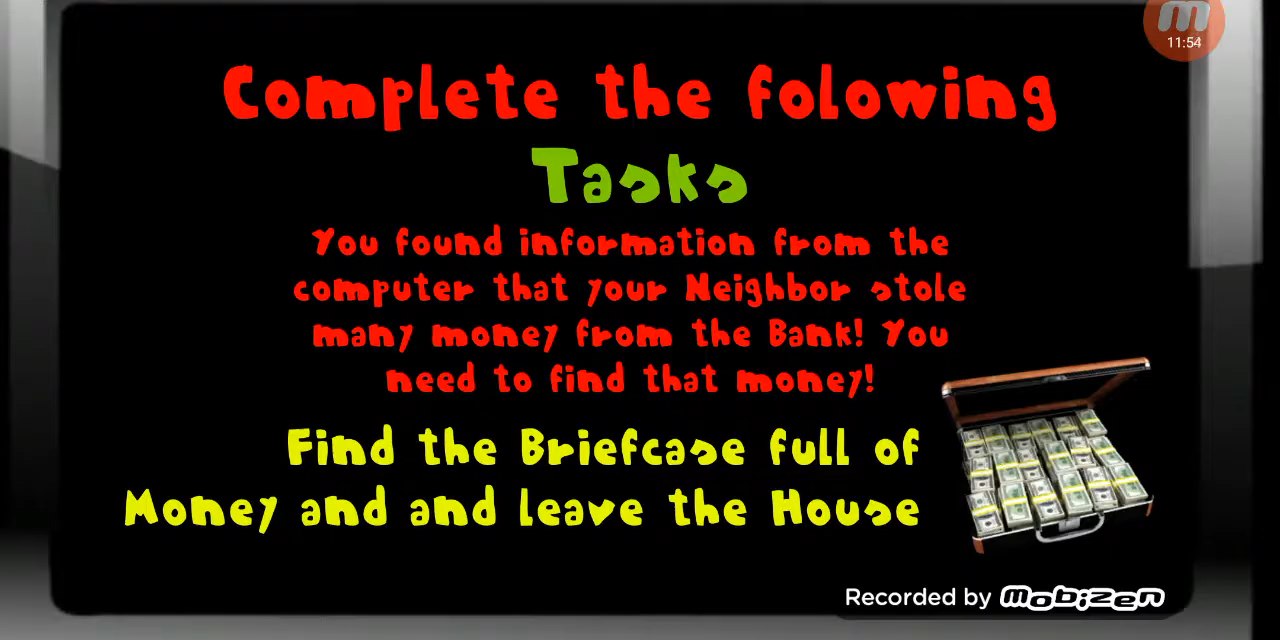 m
11:54
Complete the folowing
Tasks
You found information from the
computer that your Neighbor stole
many money from the Bank! You
need to find that money!
Find the Briefcase full of
Money and and leave the House
Recorded by mobizen